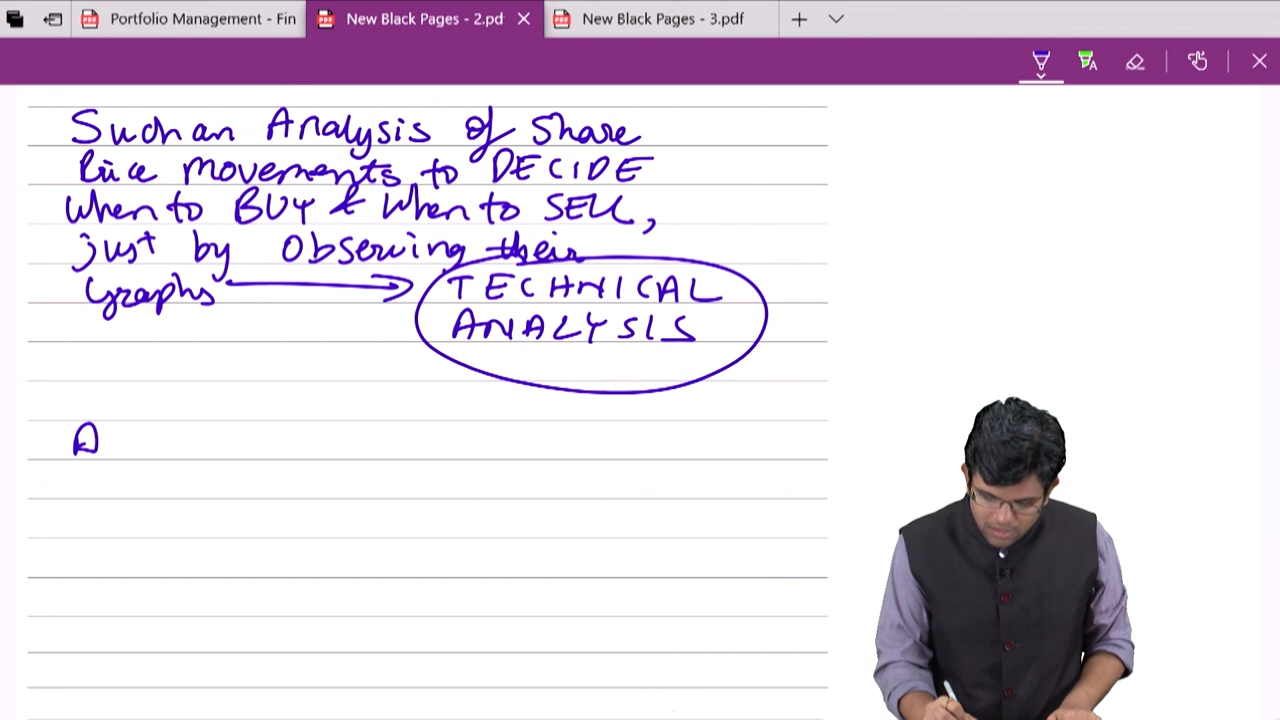 Portfolio Management - Fin
New Black Pages - 2.pd
New Black Pages - 3.pdf
Such an Analysis of Share
Price Movements to DECIDE
When to BUY & When to SELL,
just by Observing their
Graphs → TECHNICAL
ANALYSIS
A